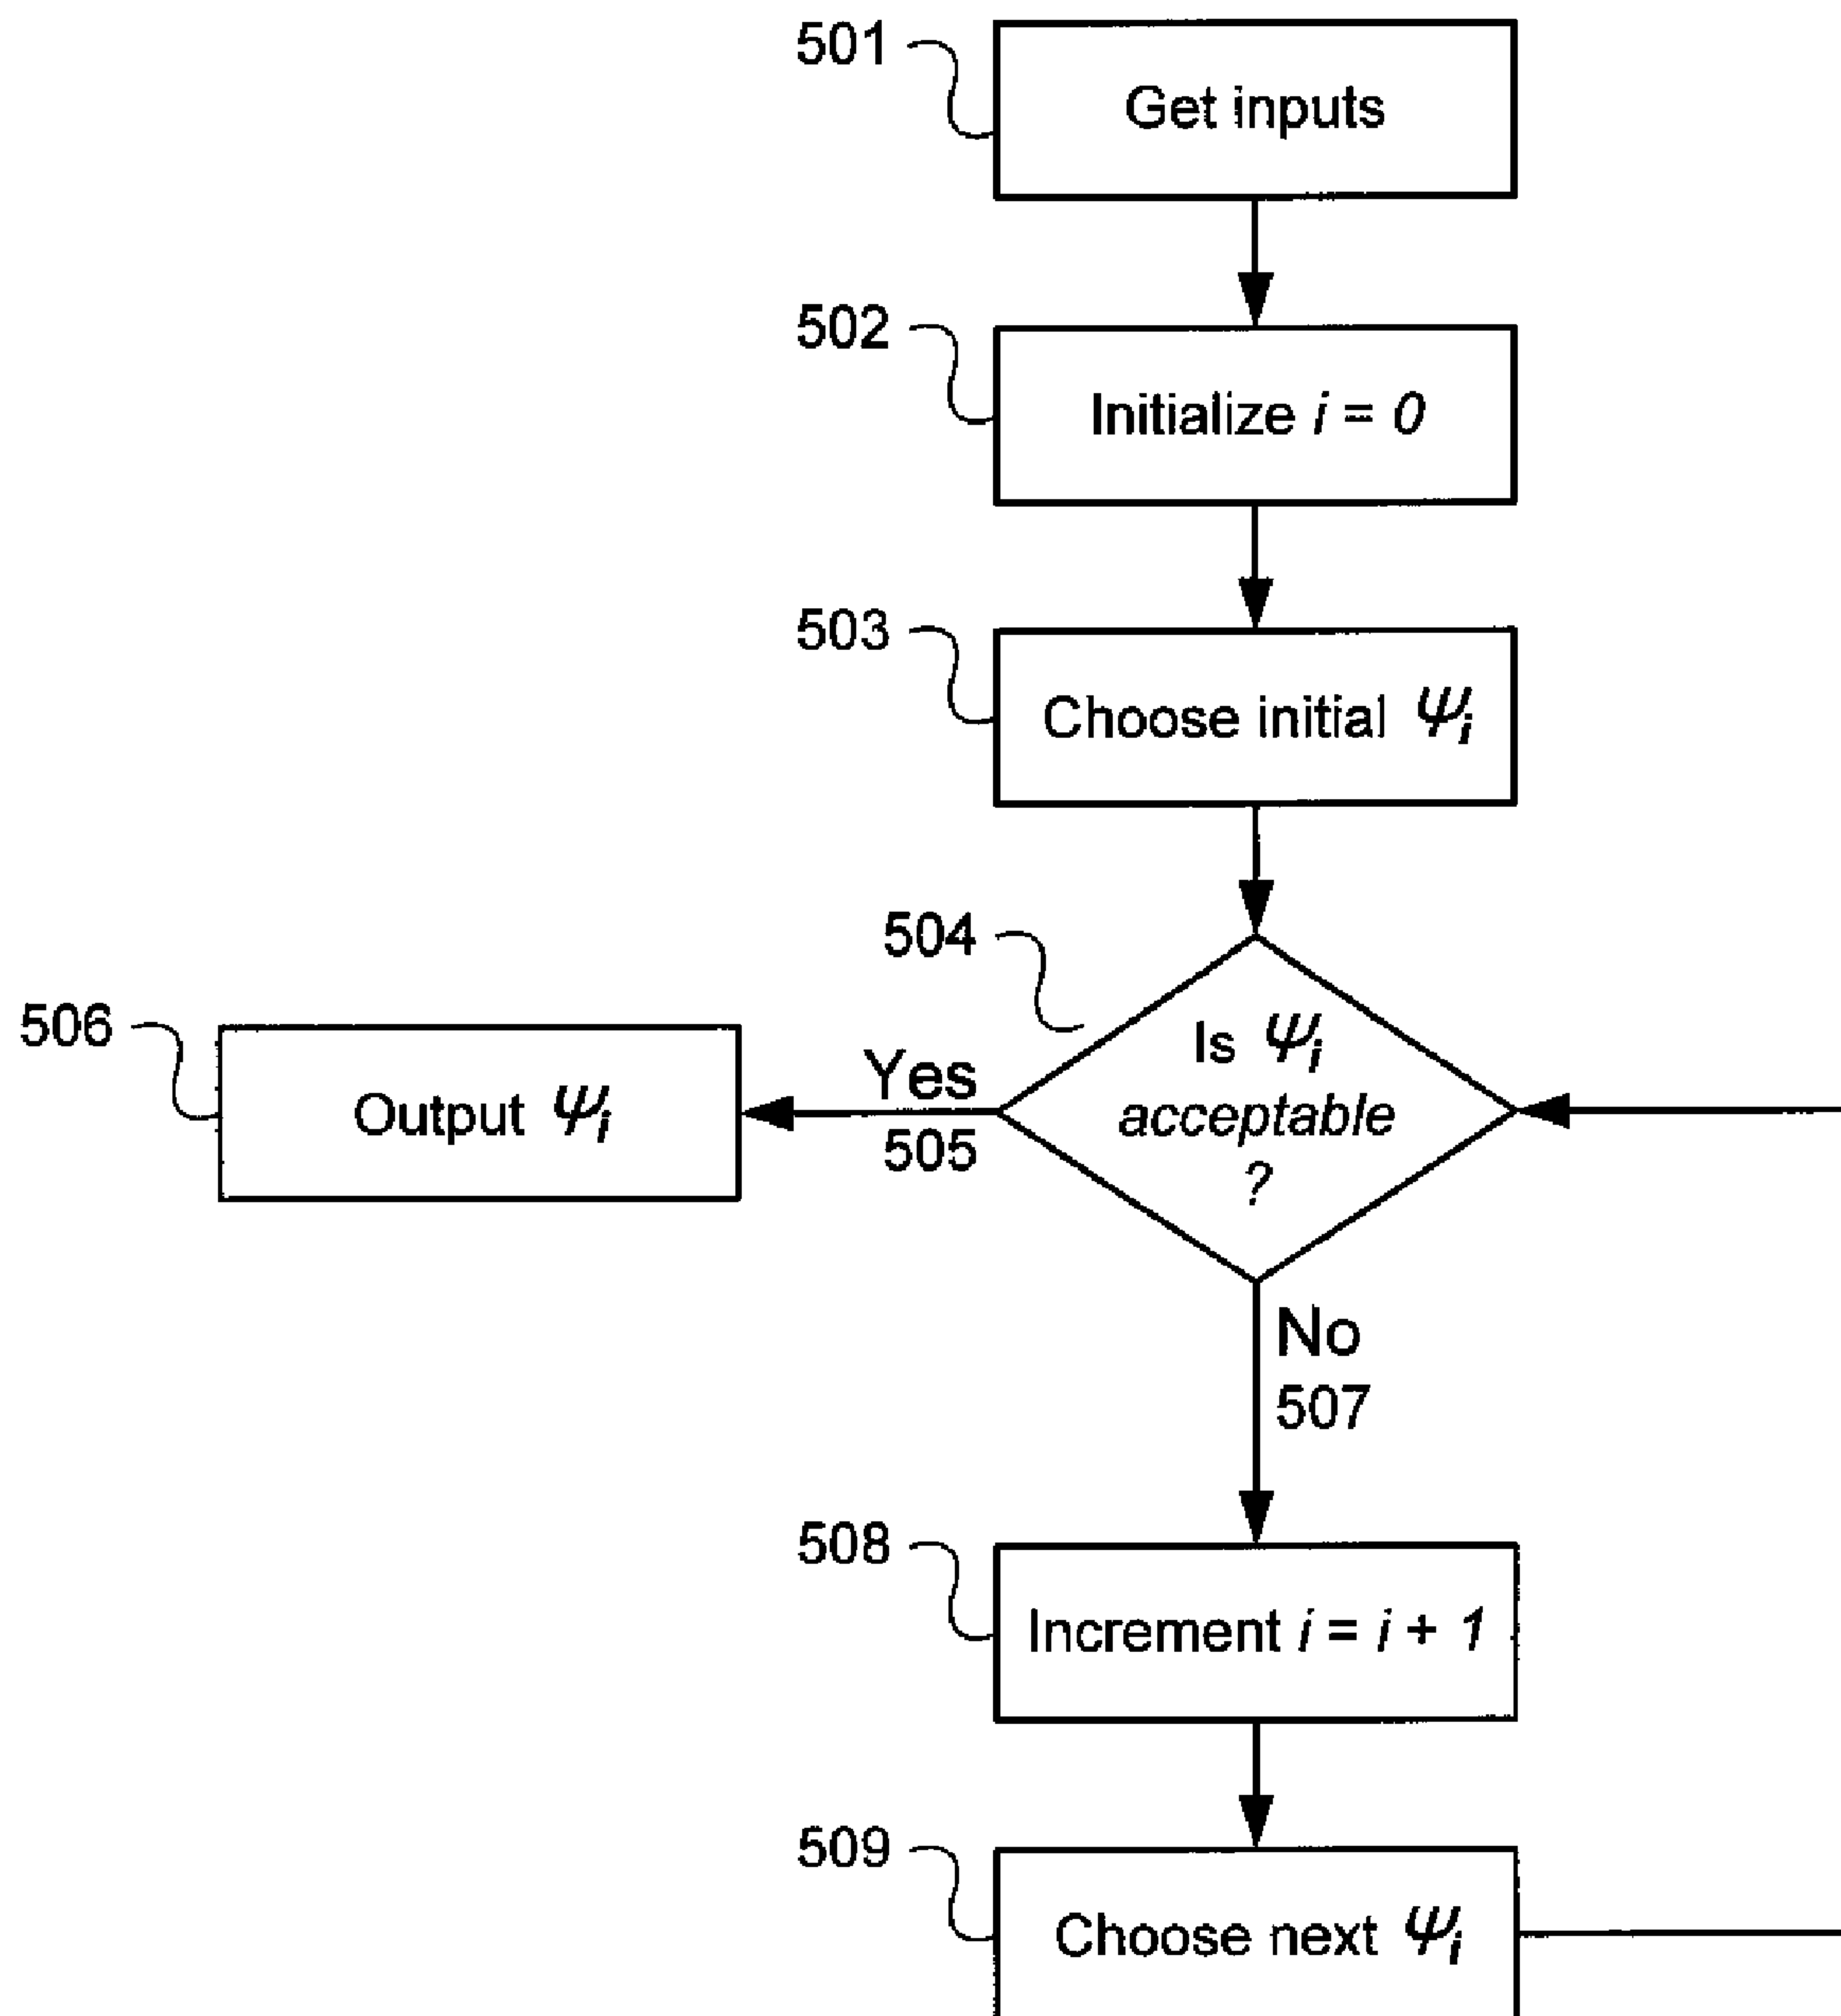 501
Get inputs
502
Initialize i = 0
503
Choose initial Ψi
504
Is Ψi
acceptable
?
Yes
505
506
Output Ψi
No
507
508
Increment i = i + 1
509
Choose next Ψi